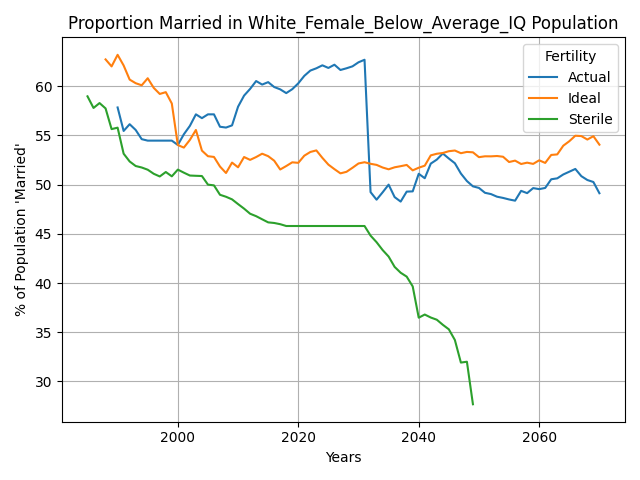 Proportion Married in White_Female_Below_Average_IQ Population
% of Population 'Married'
60
55
50
45
40
35
30
Fertility
Actual
Ideal
Sterile
2000 2020 2040 2060
Years